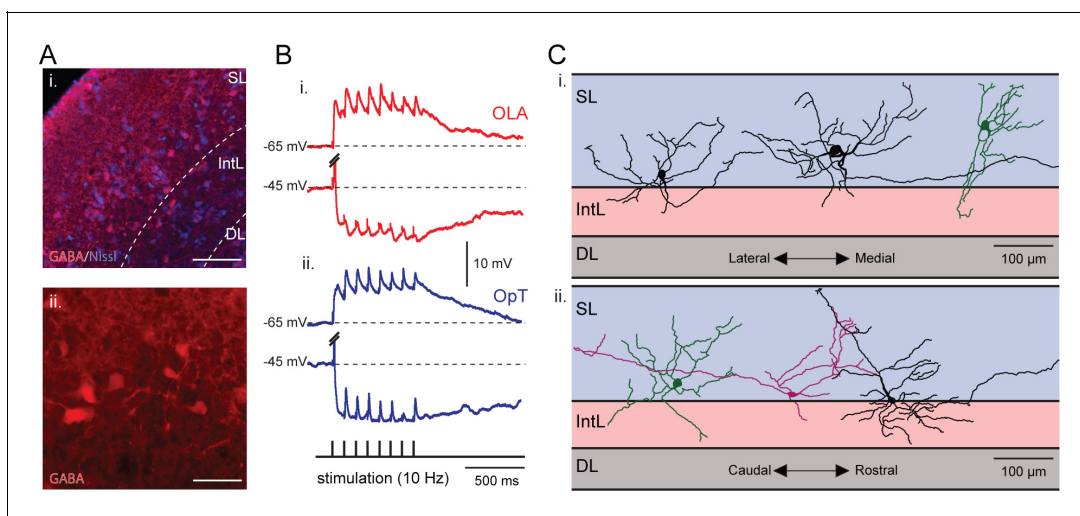 A
i.
SL
IntL
DL
GABA/Nissl
ii.
GABA
B
i.
OLA
-65 mV
-45 mV
10 mV
ii.
OpT
-65 mV
-45 mV
stimulation (10 Hz)
500 ms
C
i.
SL
IntL
DL
Lateral
Medial
100 µm
ii.
SL
IntL
DL
Caudal
Rostral
100 µm